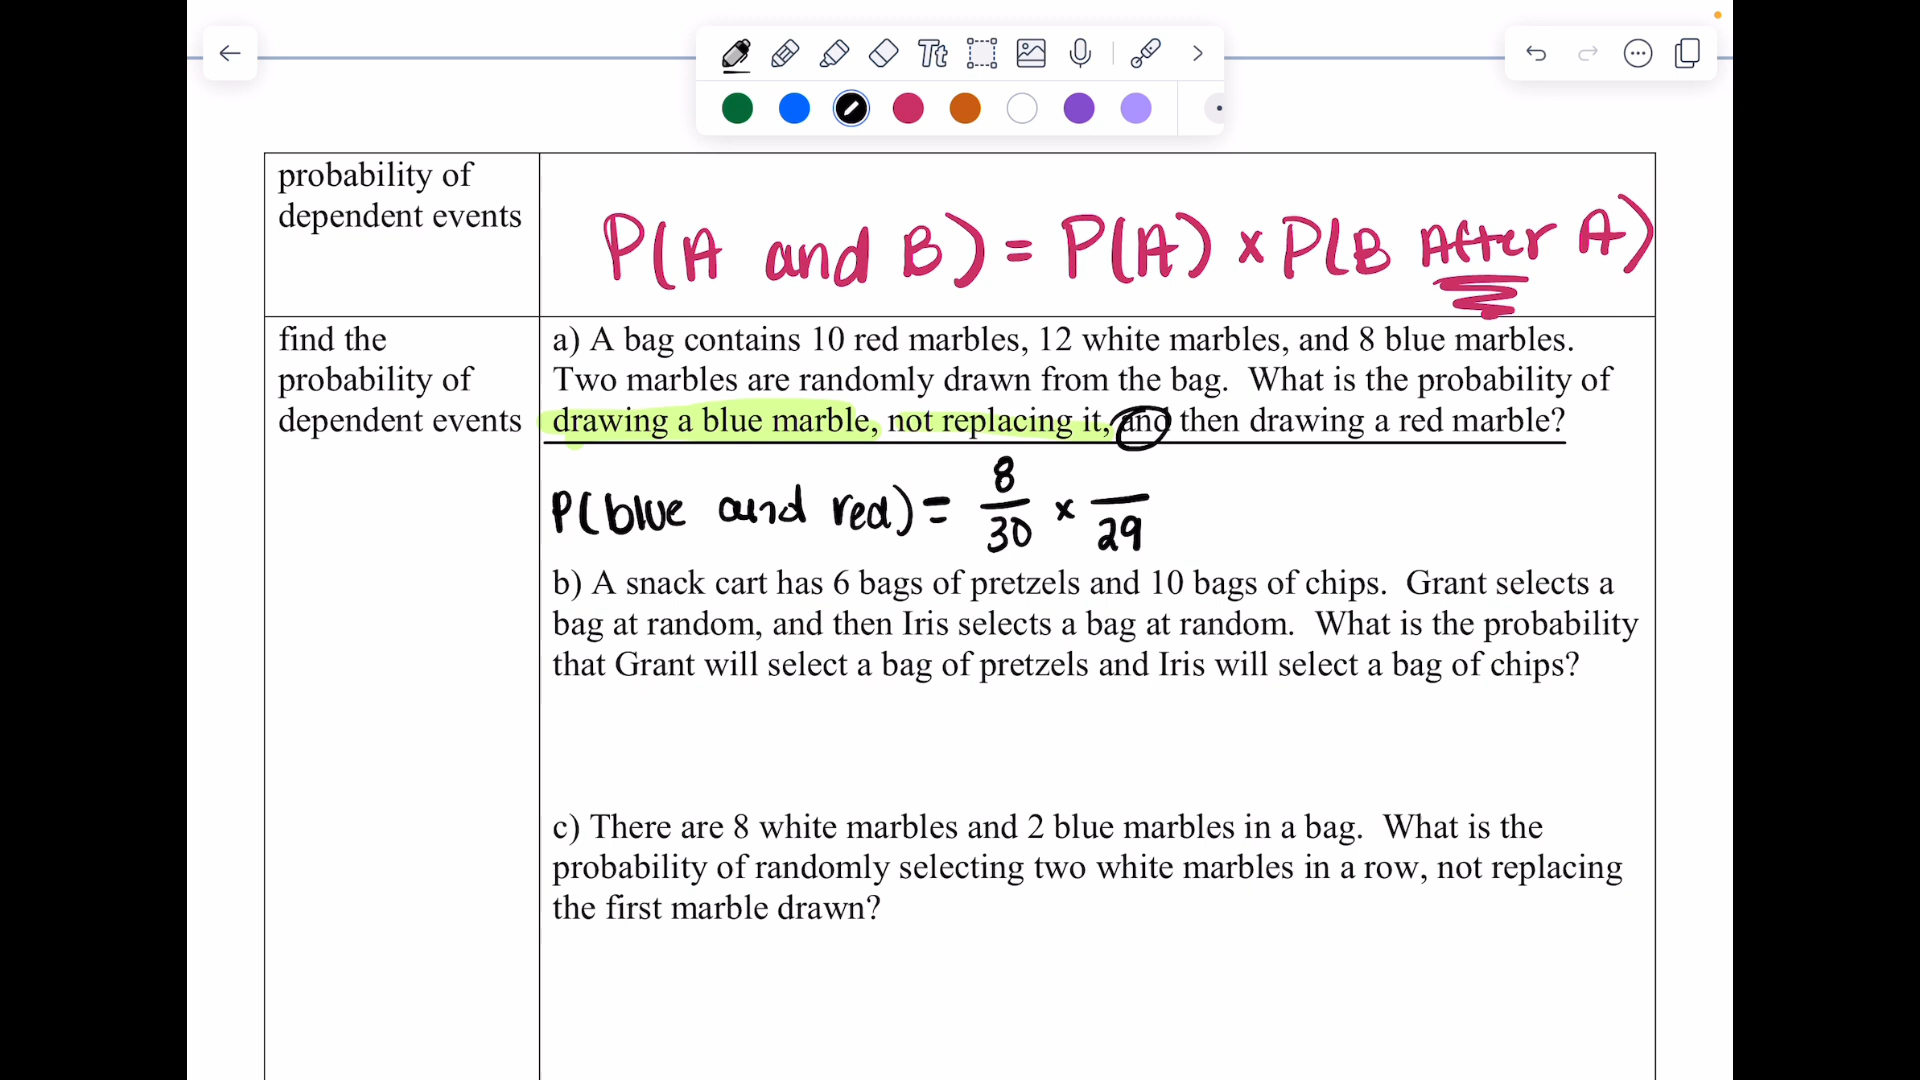 Tt
probability of
dependent events
P(A and B) = P(A) x P(B After A)
find the
probability of
dependent events
a) A bag contains 10 red marbles, 12 white marbles, and 8 blue marbles.
Two marbles are randomly drawn from the bag. What is the probability of
drawing a blue marble, not replacing it, and then drawing a red marble?
P(blue and red) = 8/30 x /29
b) A snack cart has 6 bags of pretzels and 10 bags of chips. Grant selects a
bag at random, and then Iris selects a bag at random. What is the probability
that Grant will select a bag of pretzels and Iris will select a bag of chips?
c) There are 8 white marbles and 2 blue marbles in a bag. What is the
probability of randomly selecting two white marbles in a row, not replacing
the first marble drawn?